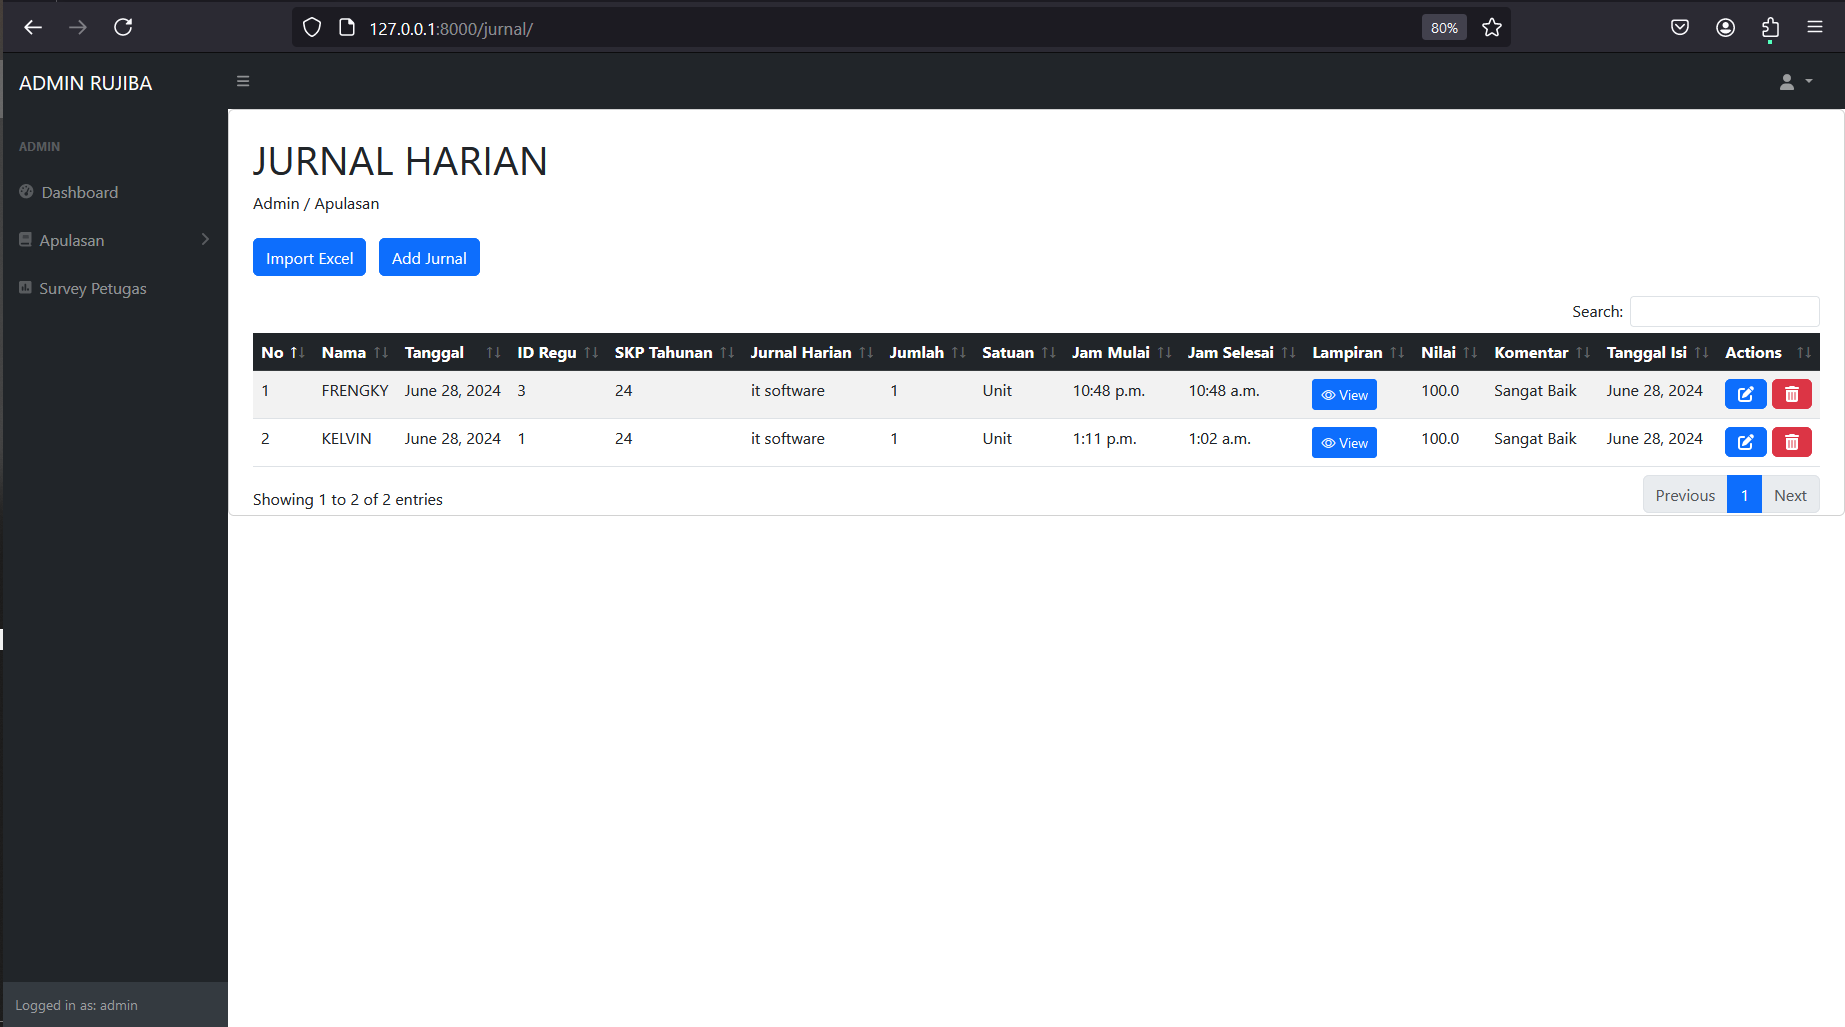 127.0.0.1:8000/jurnal/
80%
ADMIN RUJIBA
ADMIN
Dashboard
Apulasan
Survey Petugas
JURNAL HARIAN
Admin / Apulasan
Import Excel Add Jurnal
Search:
No Nama Tanggal ID Regu SKP Tahunan Jurnal Harian Jumlah Satuan Jam Mulai Jam Selesai Lampiran Nilai Komentar Tanggal Isi Actions
1 FRENGKY June 28, 2024 3 24 it software 1 Unit 10:48 p.m. 10:48 a.m. View 100.0 Sangat Baik June 28, 2024
2 KELVIN June 28, 2024 1 24 it software 1 Unit 1:11 p.m. 1:02 a.m. View 100.0 Sangat Baik June 28, 2024
Showing 1 to 2 of 2 entries
Previous 1 Next
Logged in as: admin